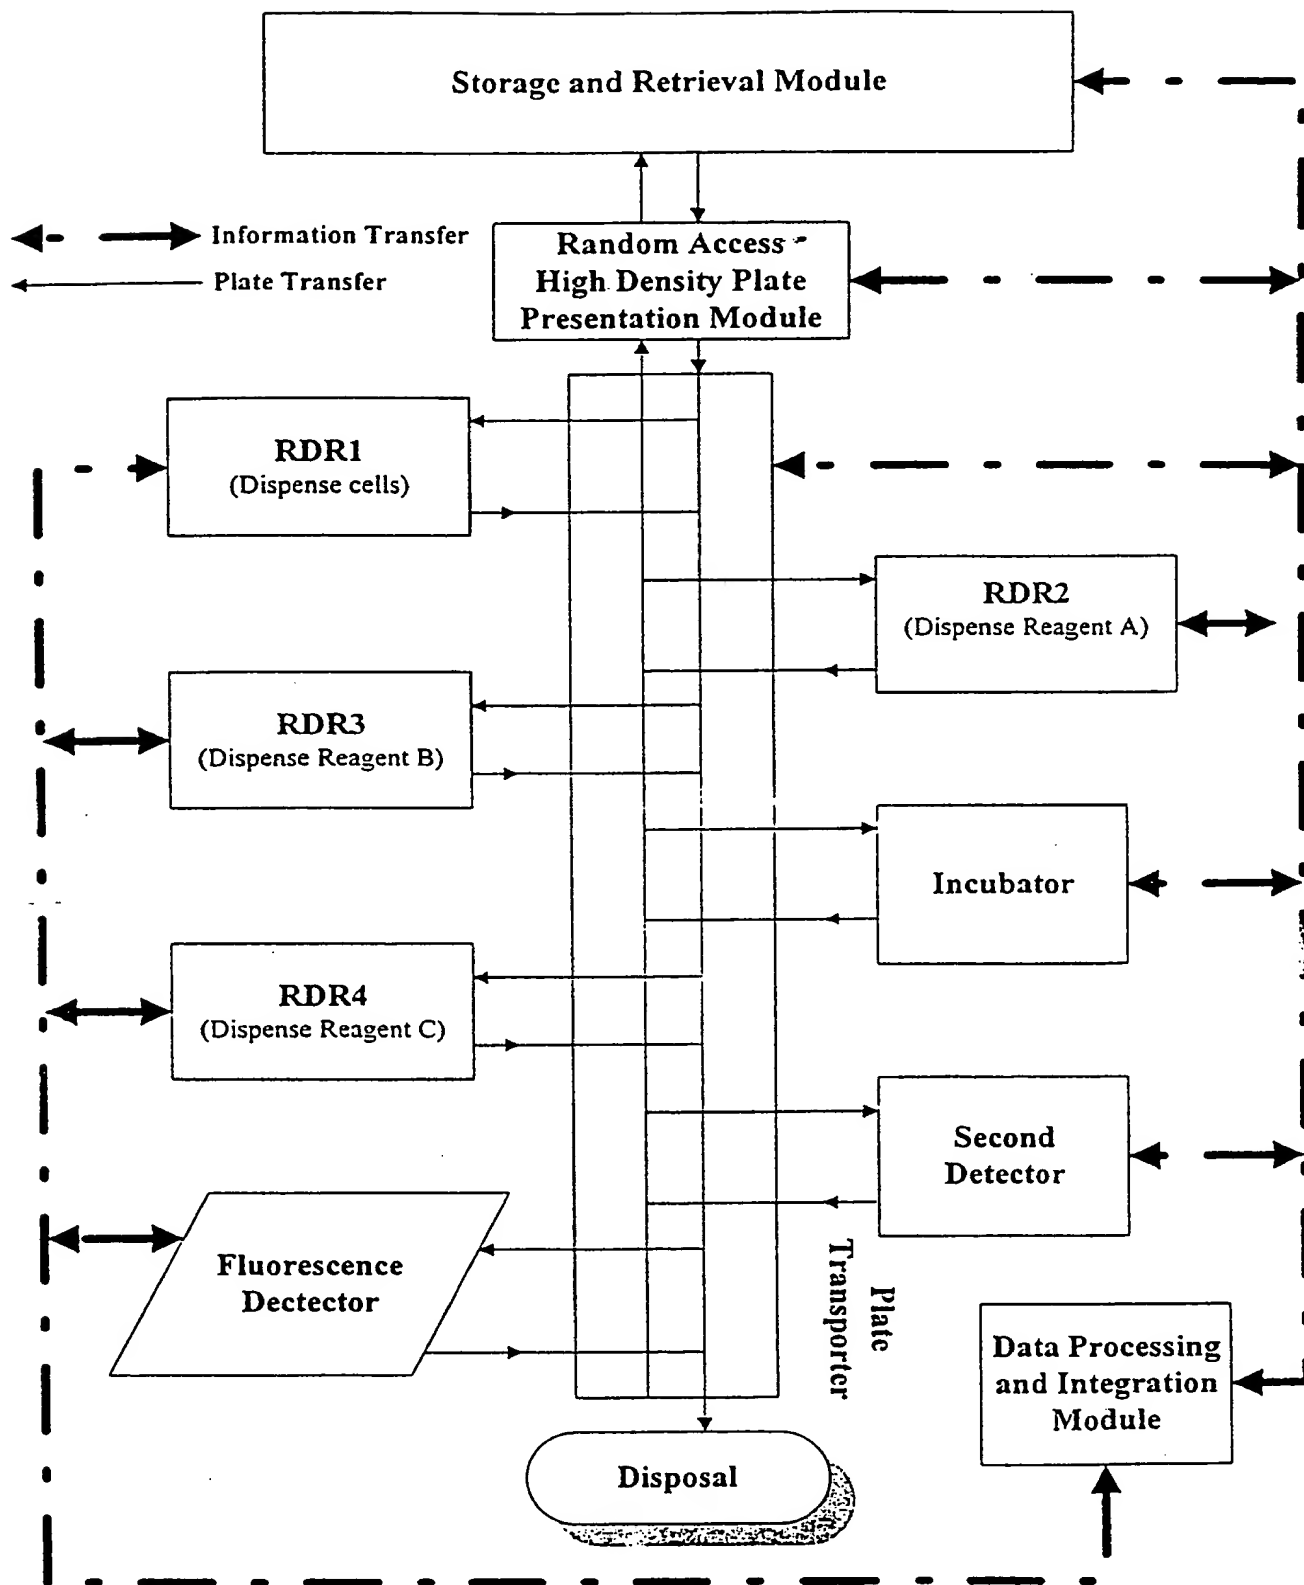 Storage and Retrieval Module
Information Transfer
Plate Transfer
Random Access
High Density Plate
Presentation Module
RDR1
(Dispense cells)
RDR2
(Dispense Reagent A)
RDR3
(Dispense Reagent B)
Incubator
RDR4
(Dispense Reagent C)
Second
Detector
Fluorescence
Dectector
Plate
Transporter
Data Processing
and Integration
Module
Disposal